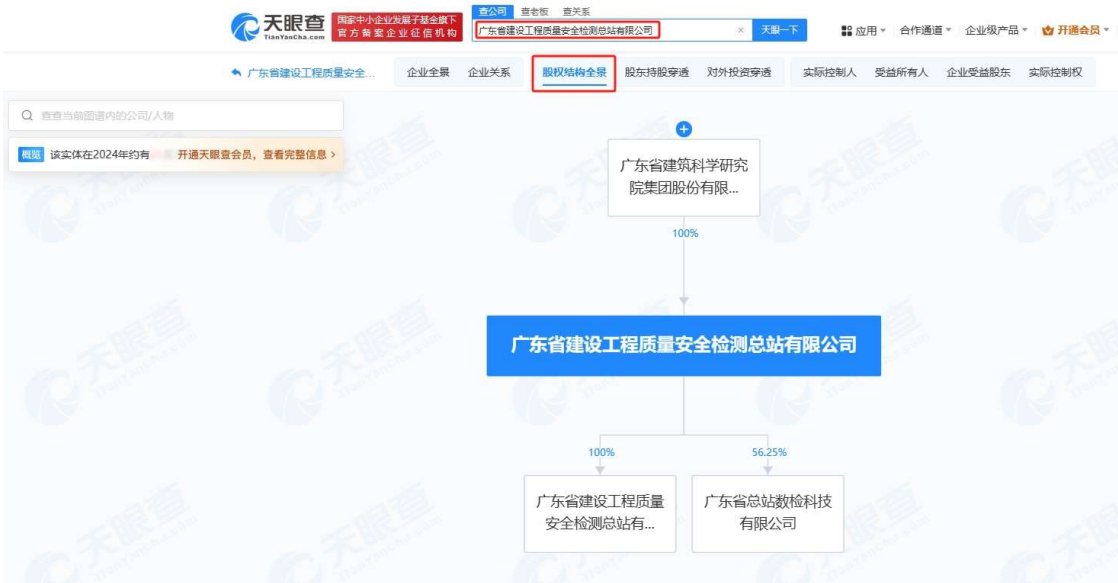 天眼查
TianYanCha.com
国家中小企业发展子基金旗下
官方备案企业征信机构
查公司 查老板 查关系
广东省建设工程质量安全检测总站有限公司 × 天眼一下
应用 合作通道 企业级产品 开通会员
广东省建设工程质量安全... 企业全景 企业关系 股权结构全景 股东持股穿透 对外投资穿透 实际控制人 受益所有人 企业受益股东 实际控制权
查查当前图谱内的公司/人物
概览 该实体在2024年约有 开通天眼查会员，查看完整信息 >
广东省建筑科学研究
院集团股份有限...
100%
广东省建设工程质量安全检测总站有限公司
100% 56.25%
广东省建设工程质量
安全检测总站有...
广东省总站数检科技
有限公司